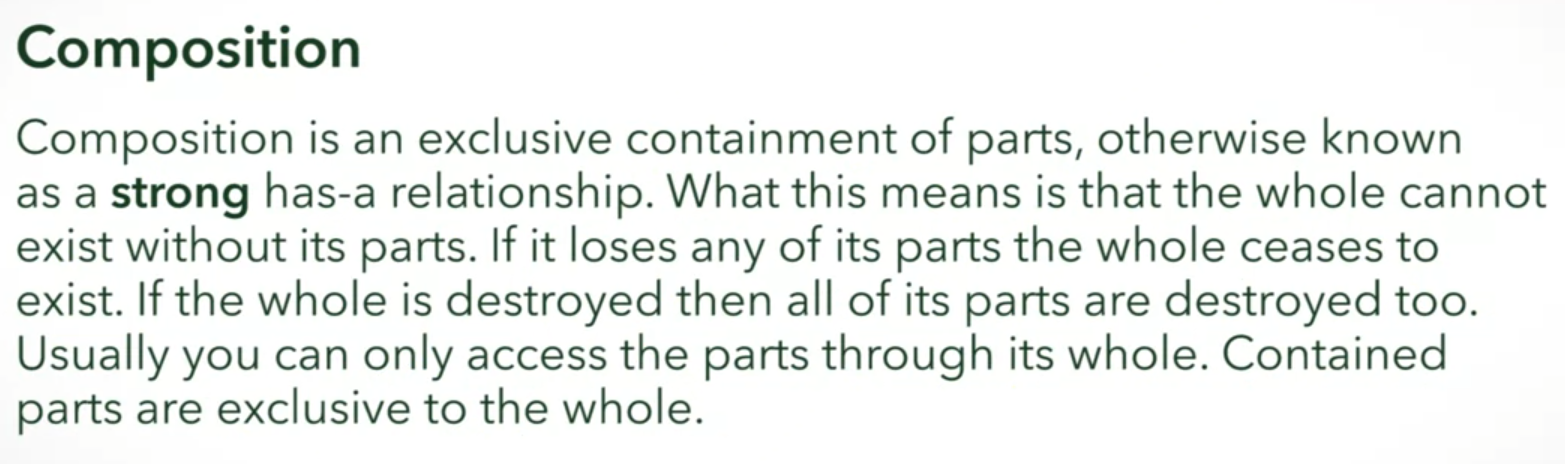 Composition
Composition is an exclusive containment of parts, otherwise known
as a strong has-a relationship. What this means is that the whole cannot
exist without its parts. If it loses any of its parts the whole ceases to
exist. If the whole is destroyed then all of its parts are destroyed too.
Usually you can only access the parts through its whole. Contained
parts are exclusive to the whole.